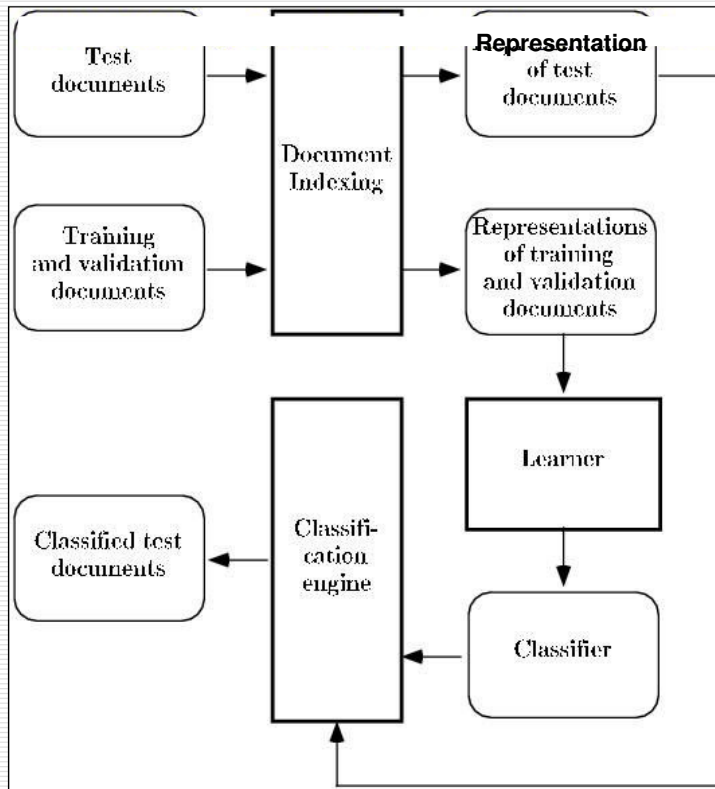 Test
documents
Document
Indexing
Representation
of test
documents
Training
and validation
documents
Representations
of training
and validation
documents
Learner
Classified test
documents
Classifi-
cation
engine
Classifier